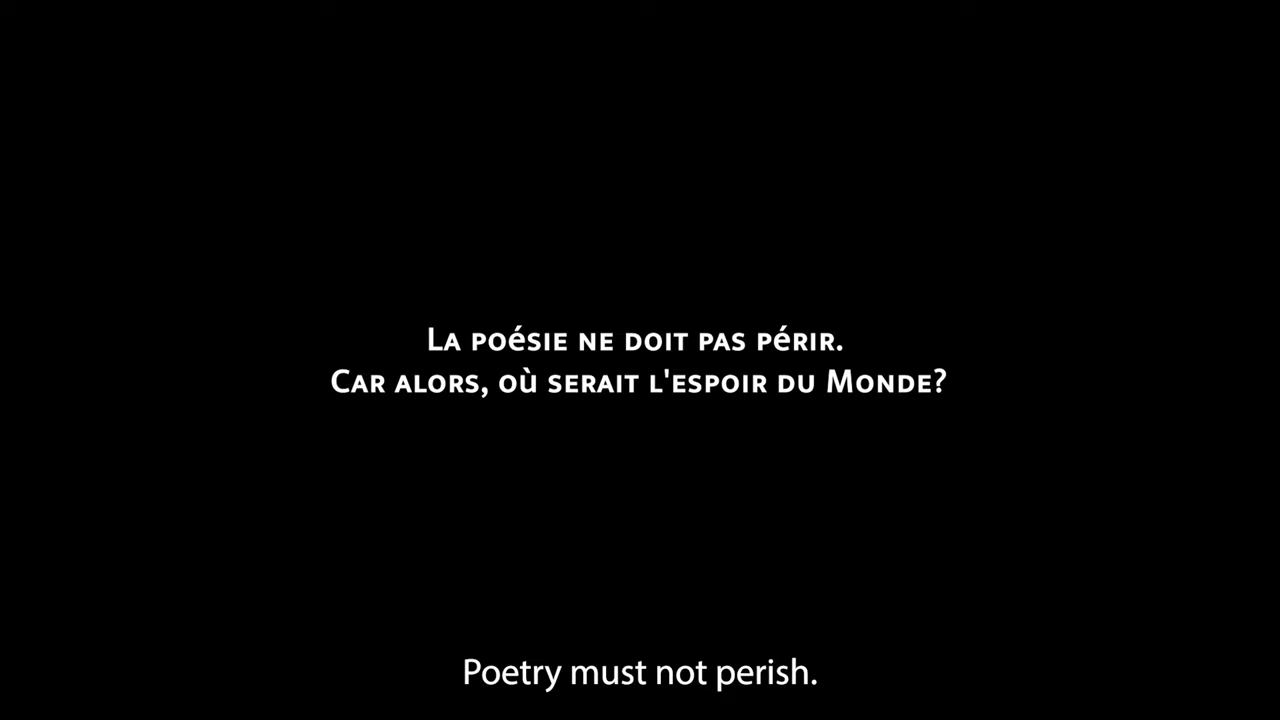 La poésie ne doit pas périr.
Car alors, où serait l'espoir du Monde?
Poetry must not perish.